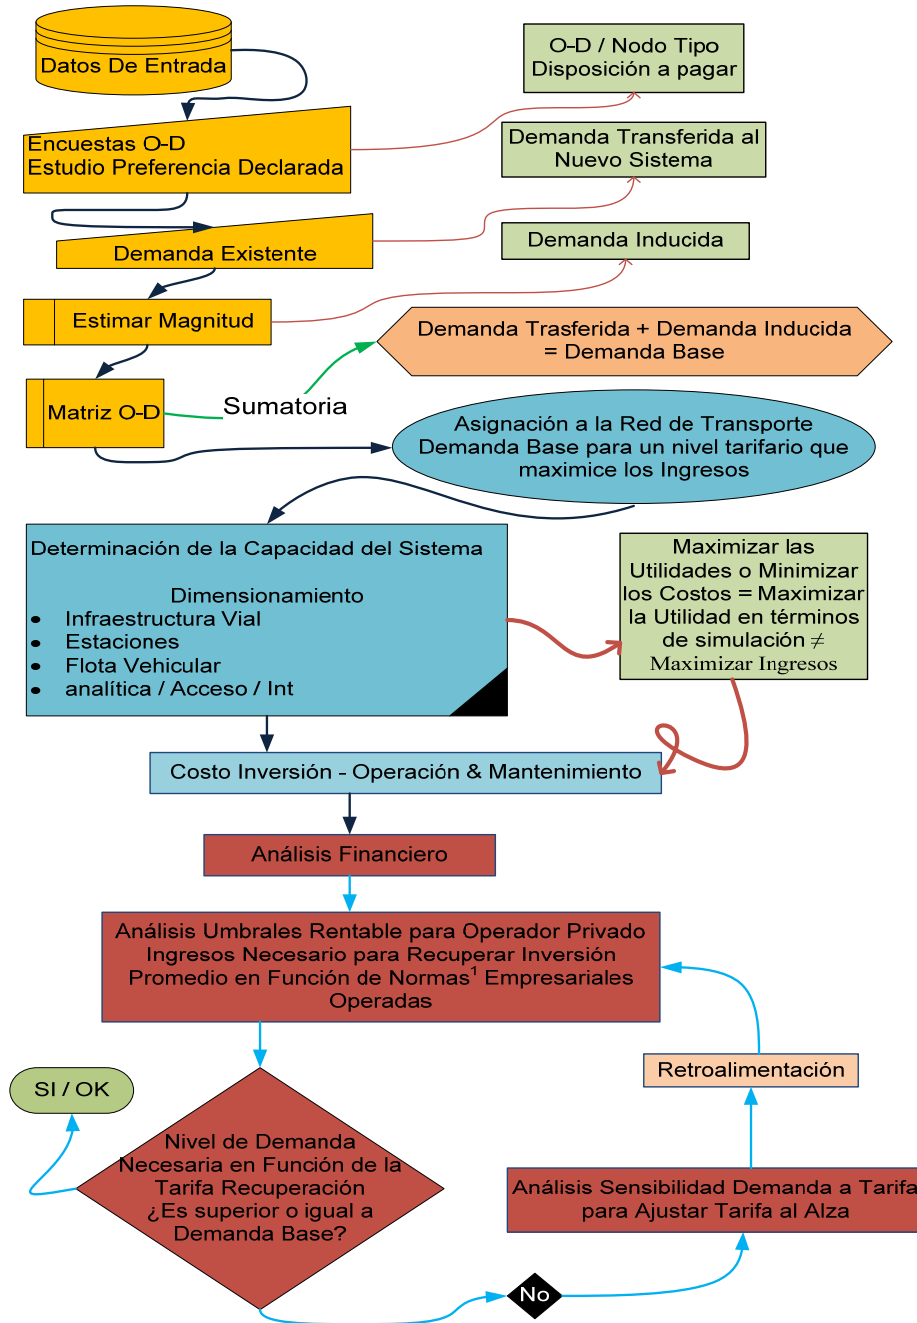 Datos De Entrada
O-D / Nodo Tipo
Disposición a pagar
Encuestas O-D
Estudio Preferencia Declarada
Demanda Transferida al
Nuevo Sistema
Demanda Existente
Demanda Inducida
Estimar Magnitud
Demanda Trasferida + Demanda Inducida
= Demanda Base
Matriz O-D
Sumatoria
Asignación a la Red de Transporte
Demanda Base para un nivel tarifario que
maximice los Ingresos
Determinación de la Capacidad del Sistema
Dimensionamiento
• Infraestructura Vial
• Estaciones
• Flota Vehicular
• analítica / Acceso / Int
Maximizar las
Utilidades o Minimizar
los Costos = Maximizar
la Utilidad en términos
de simulación ≠
Maximizar Ingresos
Costo Inversión - Operación & Mantenimiento
Análisis Financiero
Análisis Umbrales Rentable para Operador Privado
Ingresos Necesario para Recuperar Inversión
Promedio en Función de Normas¹ Empresariales
Operadas
Retroalimentación
SI / OK
Nivel de Demanda
Necesaria en Función de la
Tarifa Recuperación
¿Es superior o igual a
Demanda Base?
Análisis Sensibilidad Demanda a Tarifa
para Ajustar Tarifa al Alza
No